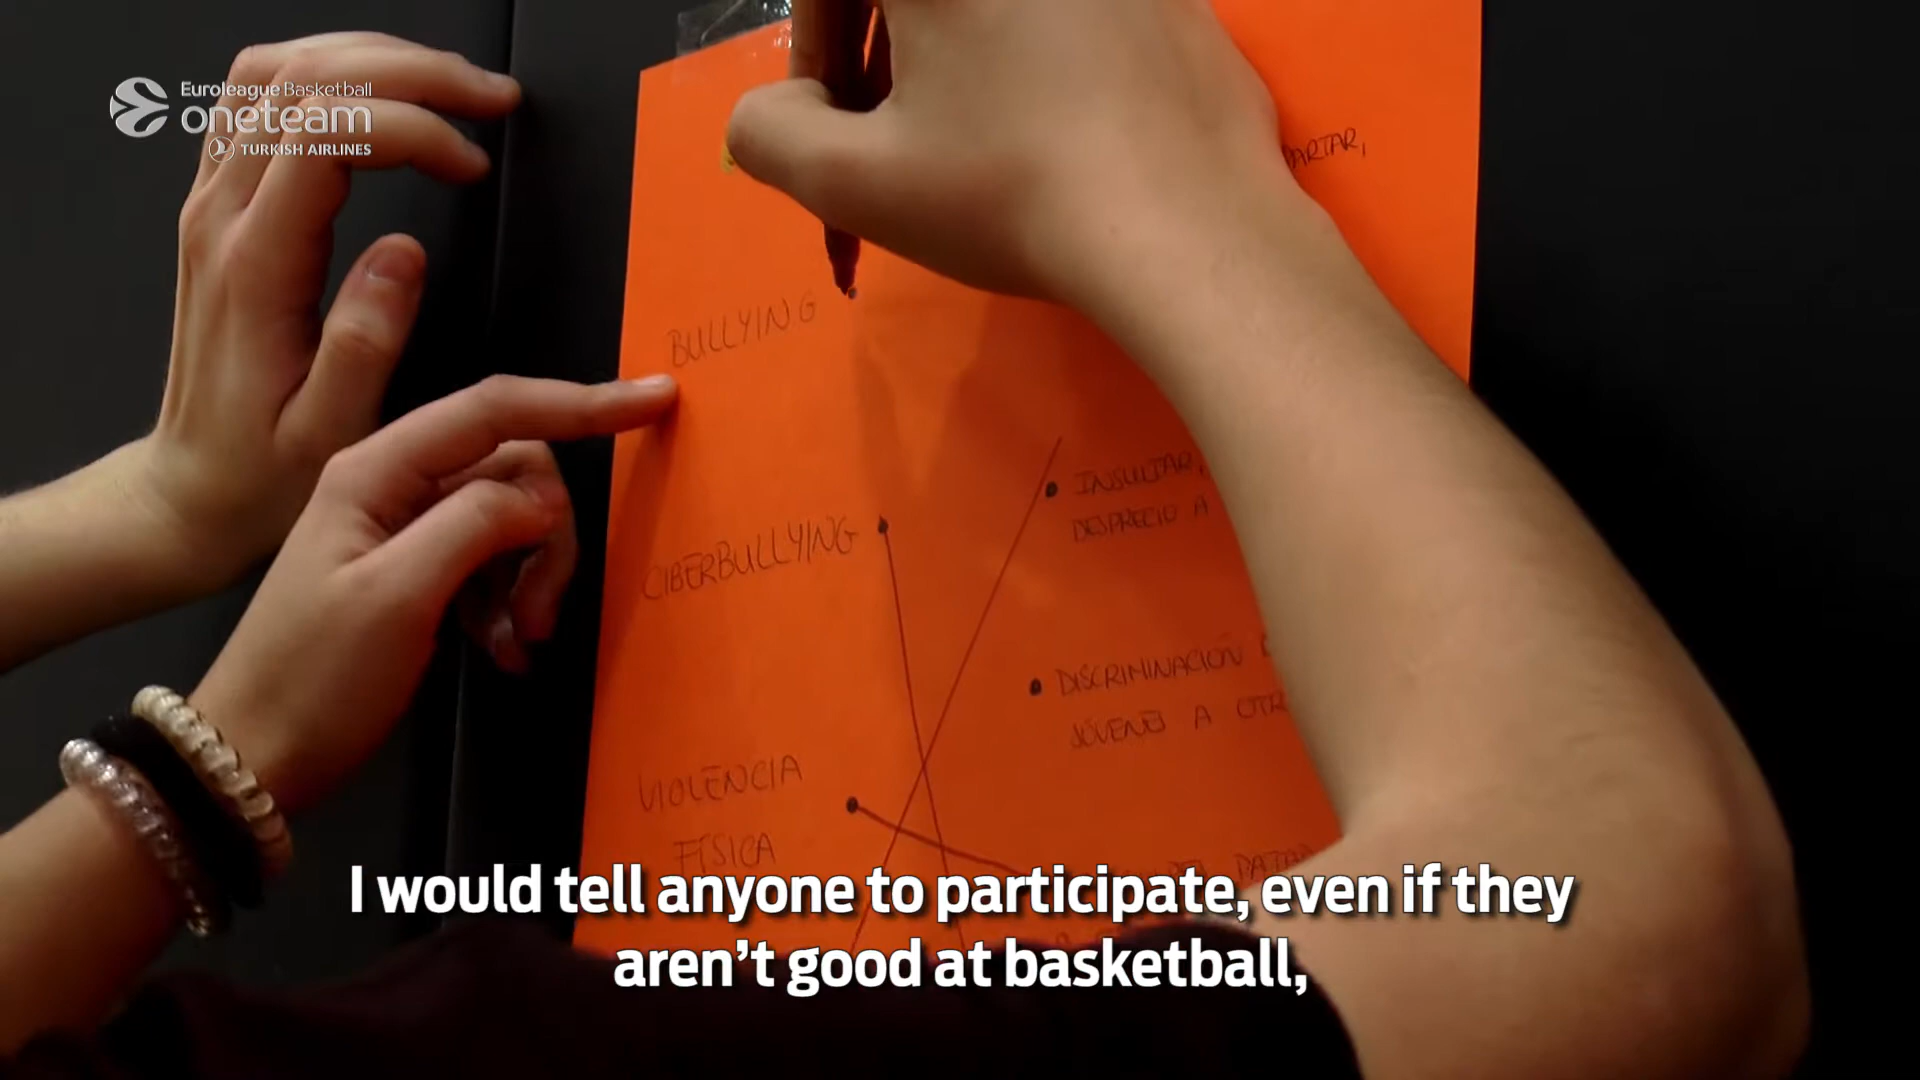 Euroleague Basketball
oneteam
TURKISH AIRLINES
BULLYING
CIBERBULLYING
INSULTAR,
DESPRECIO A
DISCRIMINACIÓN
JÓVENES A
VIOLÈNCIA
FÍSICA
I would tell anyone to participate, even if they
aren't good at basketball,